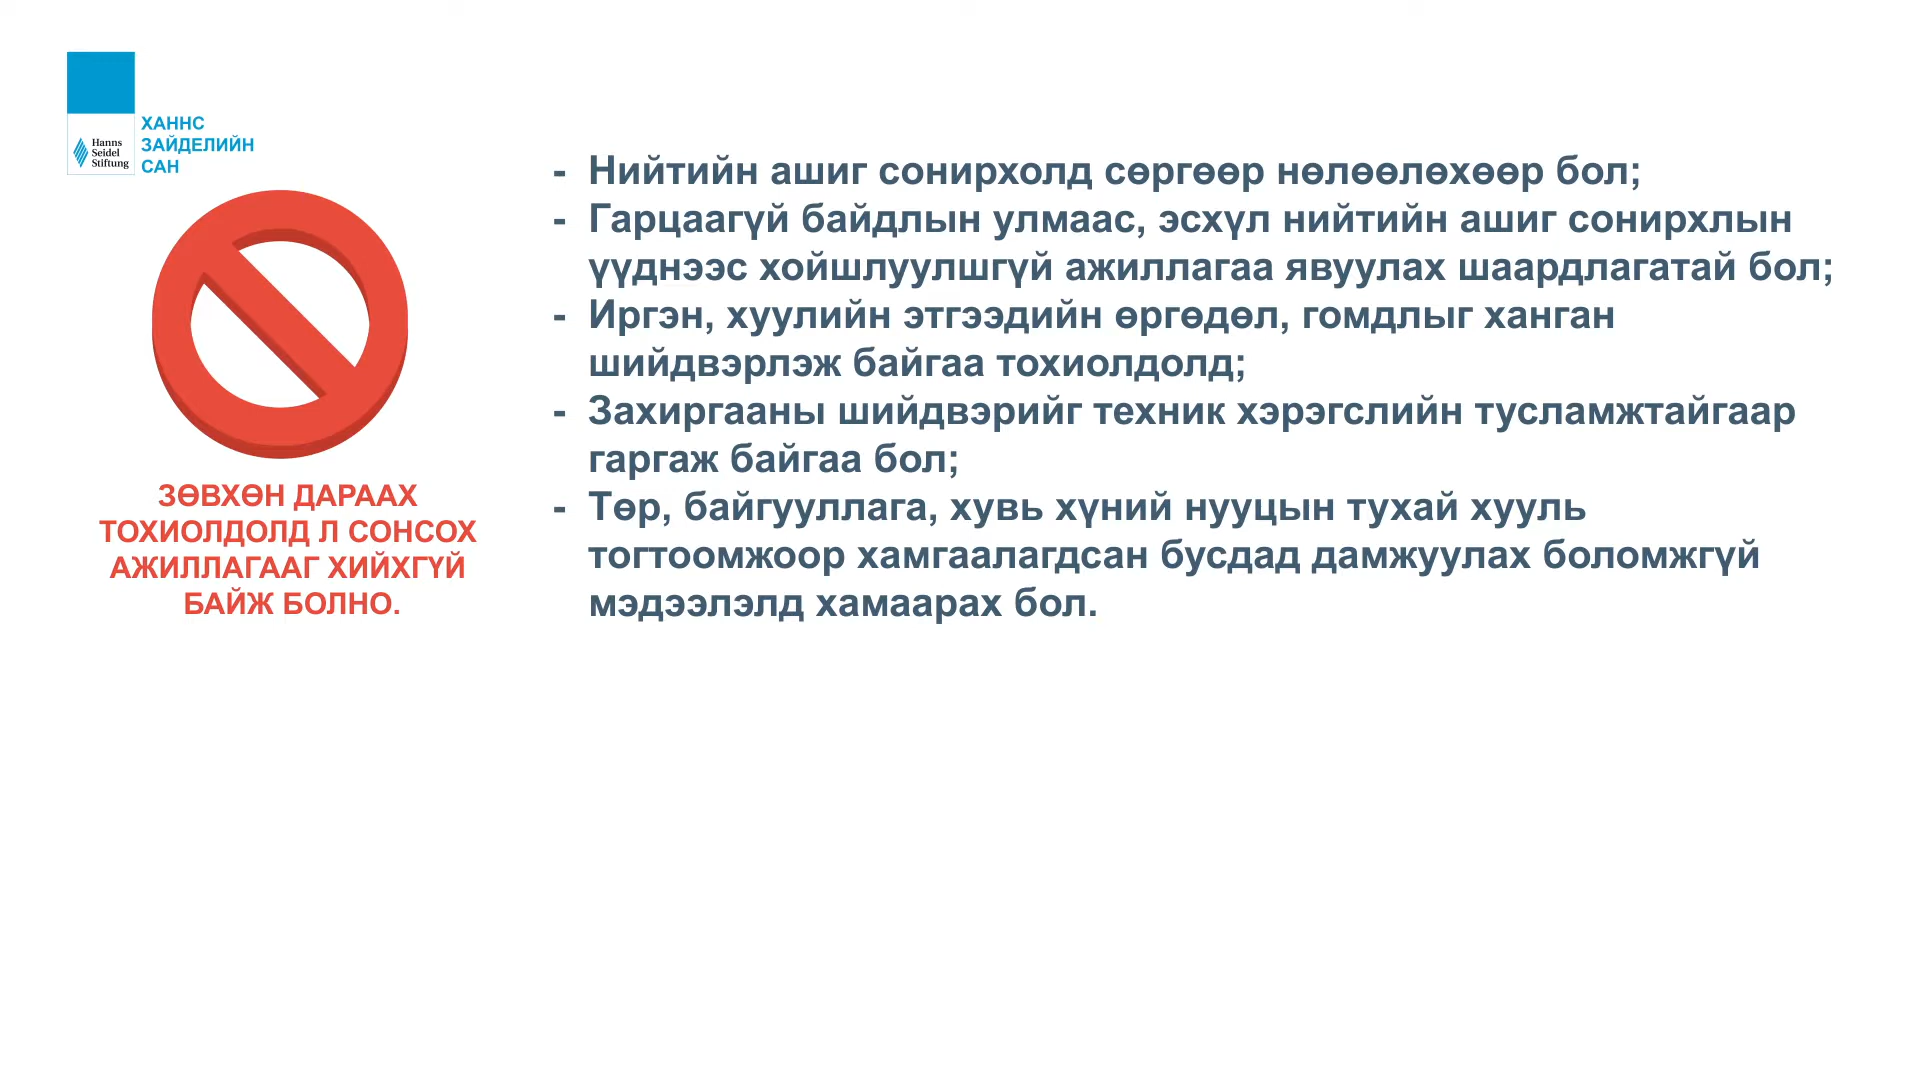 Hanns
Seidel
Stiftung
ХАННС
ЗАЙДЕЛИЙН
САН
ЗӨВХӨН ДАРААХ
ТОХИОЛДОЛД Л СОНСОХ
АЖИЛЛАГААГ ХИЙХГҮЙ
БАЙЖ БОЛНО.
- Нийтийн ашиг сонирхолд сөргөөр нөлөөлөхөөр бол;
- Гарцаагүй байдлын улмаас, эсхүл нийтийн ашиг сонирхлын
үүднээс хойшлуулшгүй ажиллагаа явуулах шаардлагатай бол;
- Иргэн, хуулийн этгээдийн өргөдөл, гомдлыг ханган
шийдвэрлэж байгаа тохиолдолд;
- Захиргааны шийдвэрийг техник хэрэгслийн тусламжтайгаар
гаргаж байгаа бол;
- Төр, байгууллага, хувь хүний нууцын тухай хууль
тогтоомжоор хамгаалагдсан бусдад дамжуулах боломжгүй
мэдээлэлд хамаарах бол.